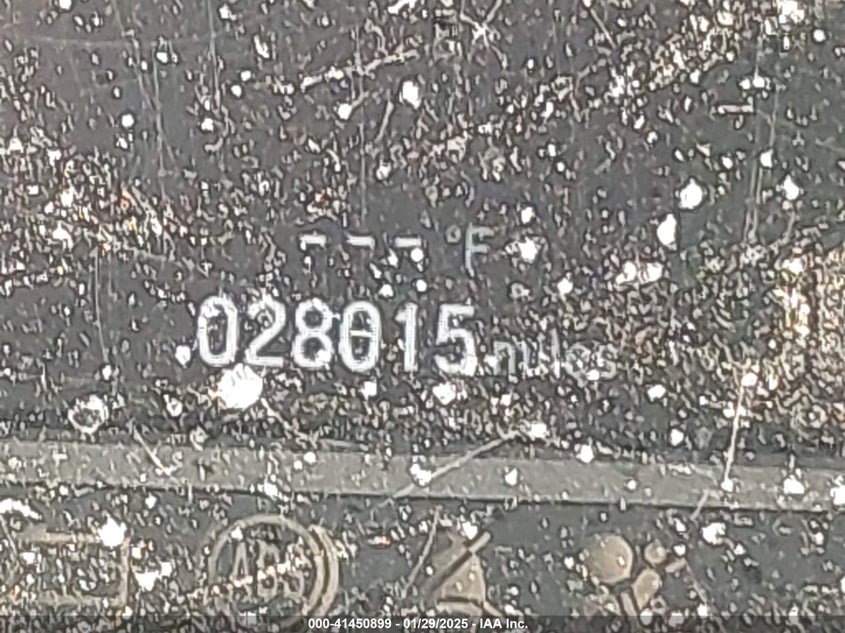 --- °F
028015 miles
ABS
000-41450899 - 01/29/2025 - IAA Inc.